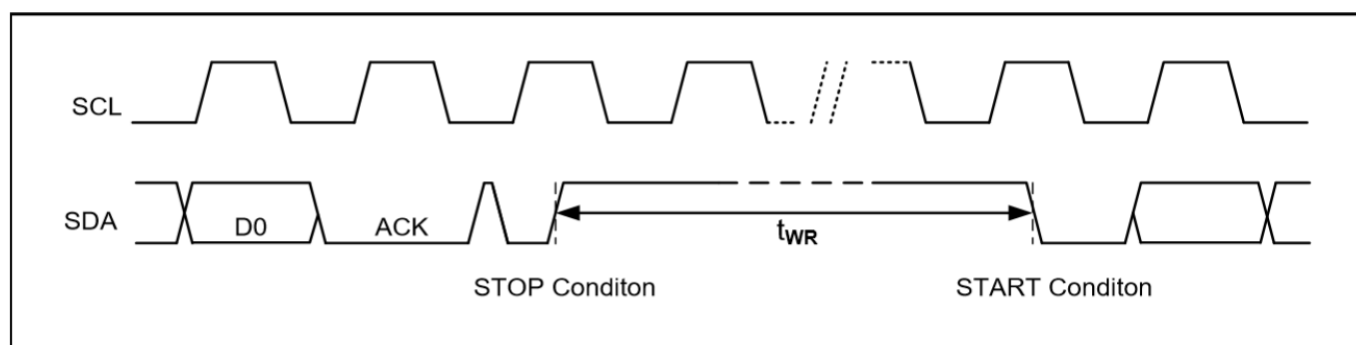 SCL
SDA
D0
ACK
tWR
STOP Conditon
START Conditon